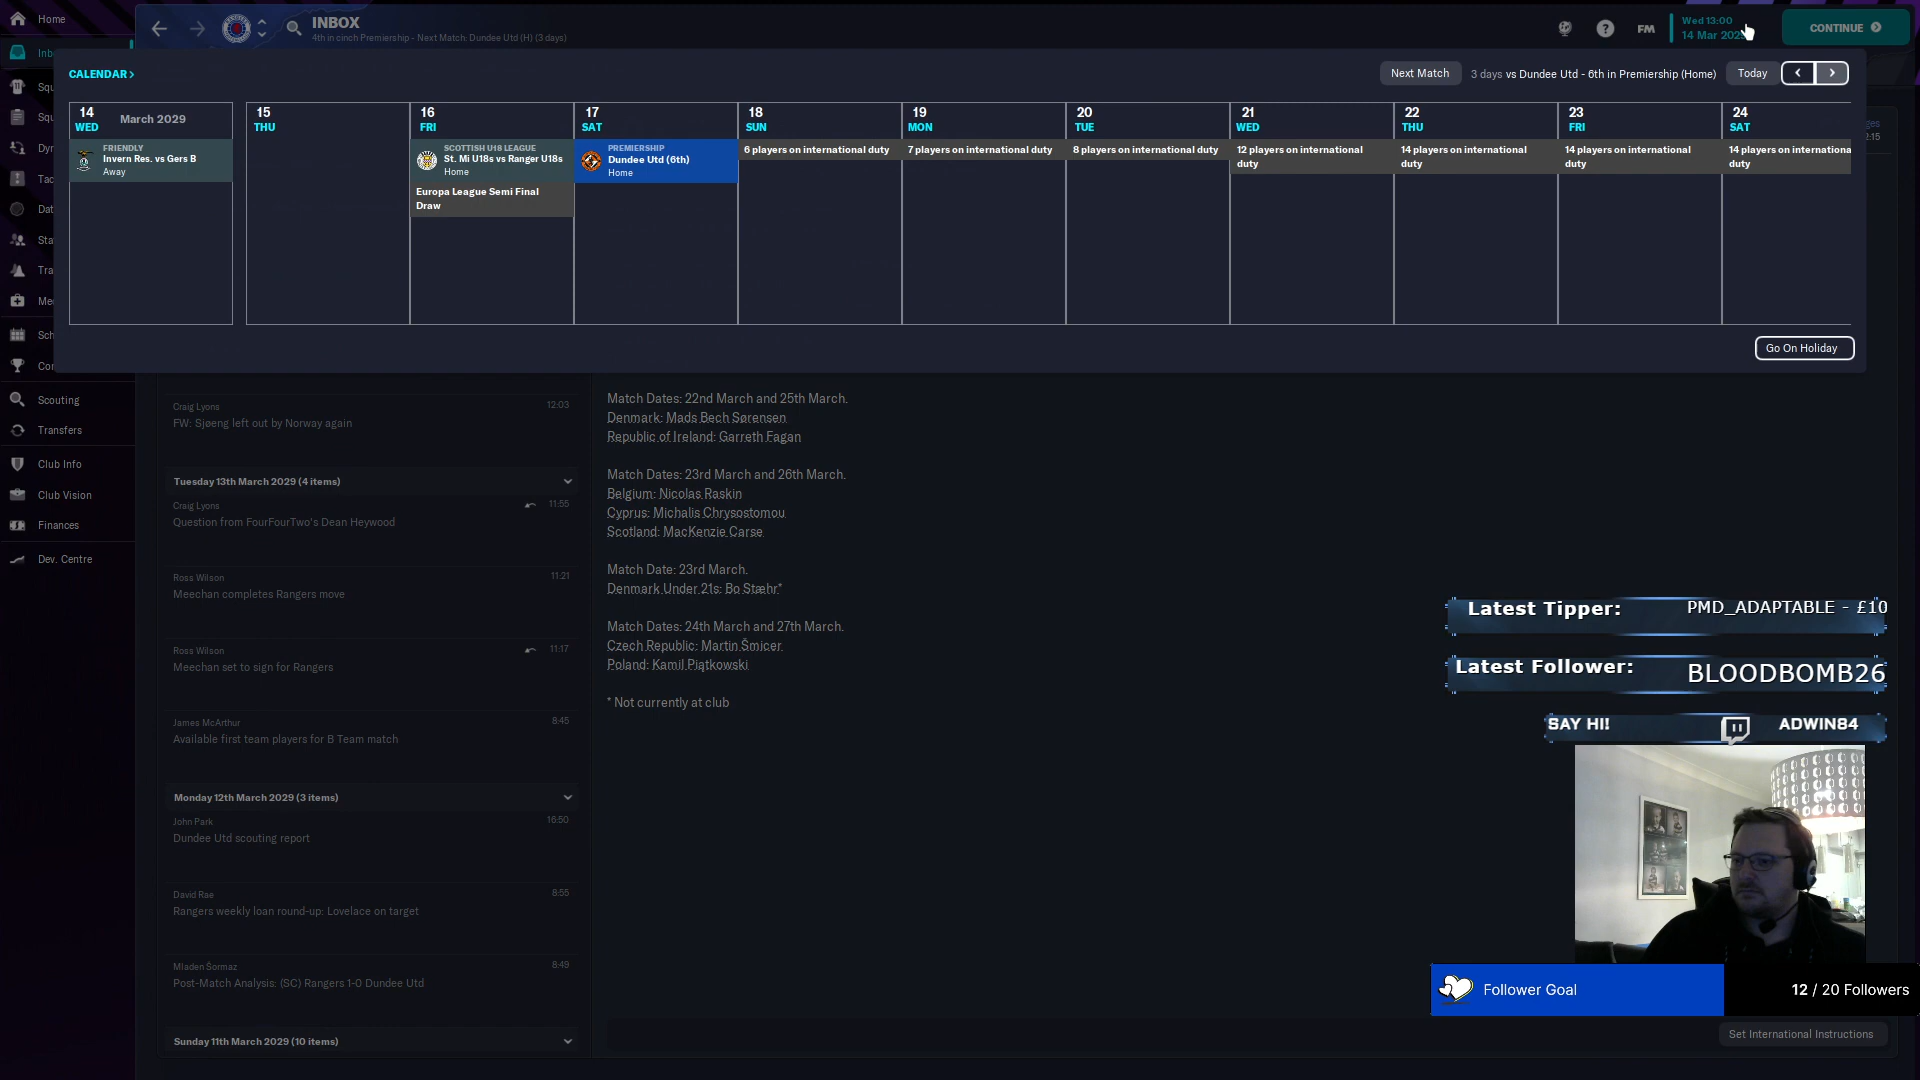 Home
INBOX
4th in cinch Premiership - Next Match: Dundee Utd (H) (3 days)
FM
Wed 13:00
14 Mar
CONTINUE
CALENDAR
Next Match
3 days vs Dundee Utd - 6th in Premiership (Home)
Today
14
WED
March 2029
15
THU
16
FRI
17
SAT
18
SUN
19
MON
20
TUE
21
WED
22
THU
23
FRI
24
SAT
FRIENDLY
Invern Res. vs Gers B
Away
SCOTTISH U18 LEAGUE
St. Mi U18s vs Ranger U18s
Home
Europa League Semi Final
Draw
PREMIERSHIP
Dundee Utd (6th)
Home
6 players on international duty
7 players on international duty
8 players on international duty
12 players on international
duty
14 players on international
duty
14 players on international
duty
14 players on internationa
duty
Go On Holiday
Scouting
Transfers
Club Info
Club Vision
Finances
Dev. Centre
Craig Lyons
12:03
FW: Sjøeng left out by Norway again
Tuesday 13th March 2029 (4 items)
Craig Lyons
11:55
Question from FourFourTwo's Dean Heywood
Ross Wilson
11:21
Meechan completes Rangers move
Ross Wilson
11:17
Meechan set to sign for Rangers
James McArthur
8:45
Available first team players for B Team match
Monday 12th March 2029 (3 items)
John Park
16:50
Dundee Utd scouting report
David Rae
8:55
Rangers weekly loan round-up: Lovelace on target
Mladen Šormaz
8:49
Post-Match Analysis: (SC) Rangers 1-0 Dundee Utd
Sunday 11th March 2029 (10 items)
Match Dates: 22nd March and 25th March.
Denmark: Mads Bech Sørensen
Republic of Ireland: Garreth Fagan
Match Dates: 23rd March and 26th March.
Belgium: Nicolas Raskin
Cyprus: Michalis Chrysostomou
Scotland: MacKenzie Carse
Match Date: 23rd March.
Denmark Under 21s: Bo Stæhr*
Match Dates: 24th March and 27th March.
Czech Republic: Martin Šmicer
Poland: Kamil Piątkowski
* Not currently at club
Latest Tipper:
PMD_ADAPTABLE - £10
Latest Follower:
BLOODBOMB26
SAY HI!
ADWIN84
Follower Goal
12 / 20 Followers
Set International Instructions